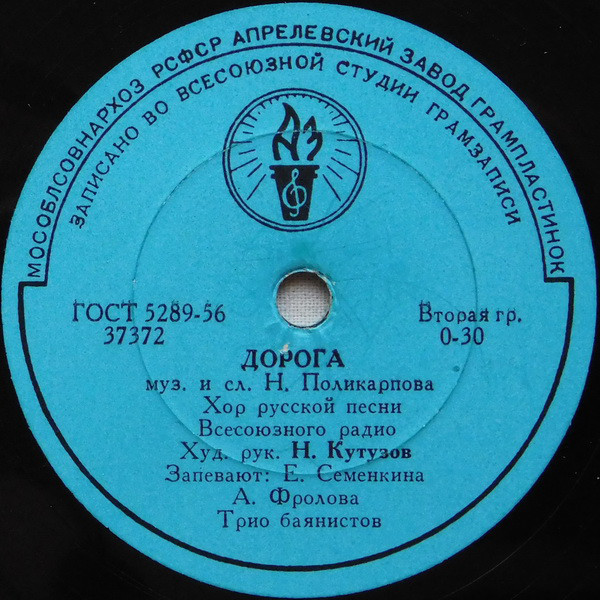 МОСОБЛСОВНАРХОЗ РСФСР АПРЕЛЕВСКИЙ ЗАВОД ГРАМПЛАСТИНОК
ЗАПИСАНО ВО ВСЕСОЮЗНОЙ СТУДИИ ГРАМЗАПИСИ
АЗ
ГОСТ 5289-56
37372
Вторая гр.
0-30
ДОРОГА
муз. и сл. Н. Поликарпова
Хор русской песни
Всесоюзного радио
Худ. рук. Н. Кутузов
Запевают: Е. Семенкина
А. Фролова
Трио баянистов